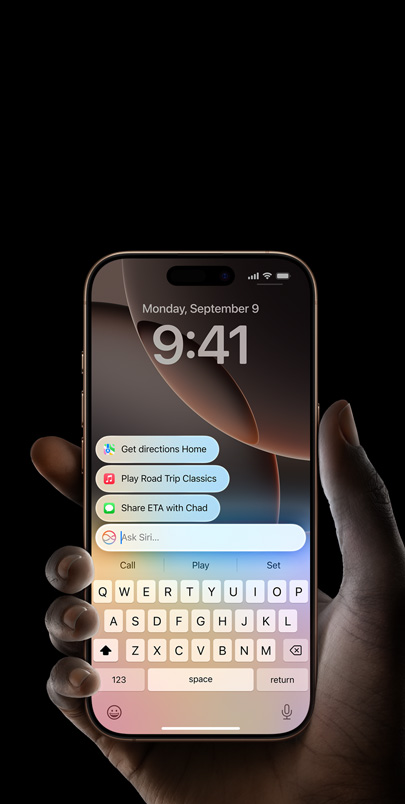 Monday, September 9
9:41
Get directions Home
Play Road Trip Classics
Share ETA with Chad
Ask Siri...
Call Play Set
Q W E R T Y U I O P
A S D F G H J K L
Z X C V B N M
123 space return